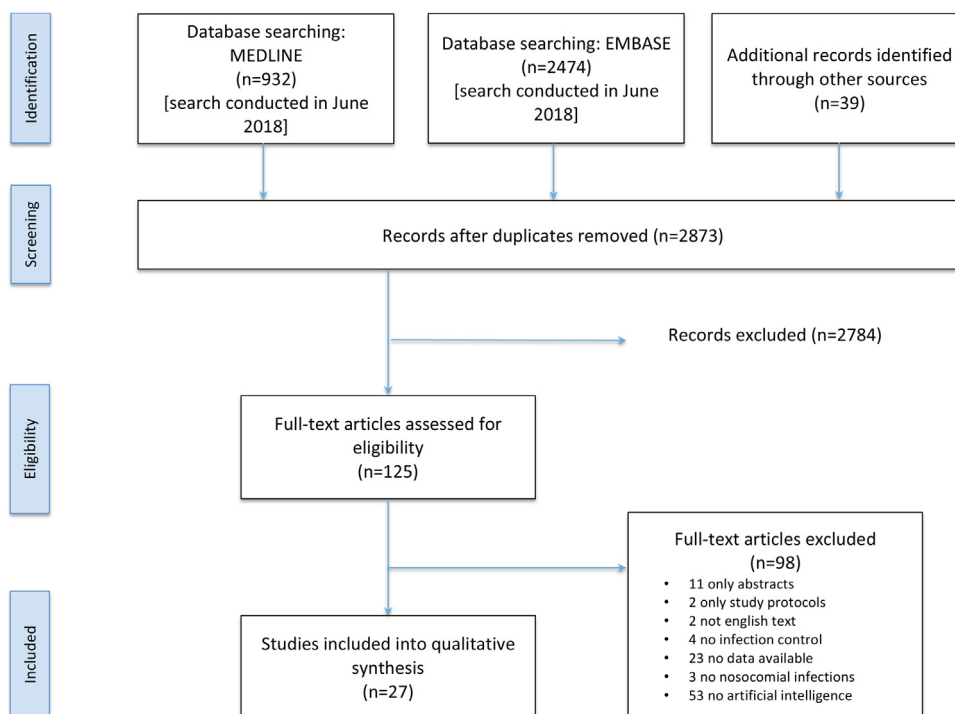 Identification
Database searching:
MEDLINE
(n=932)
[search conducted in June
2018]
Database searching: EMBASE
(n=2474)
[search conducted in June
2018]
Additional records identified
through other sources
(n=39)
Screening
Records after duplicates removed (n=2873)
Records excluded (n=2784)
Eligibility
Full-text articles assessed for
eligibility
(n=125)
Full-text articles excluded
(n=98)
• 11 only abstracts
• 2 only study protocols
• 2 not english text
• 4 no infection control
• 23 no data available
• 3 no nosocomial infections
• 53 no artificial intelligence
Included
Studies included into qualitative
synthesis
(n=27)